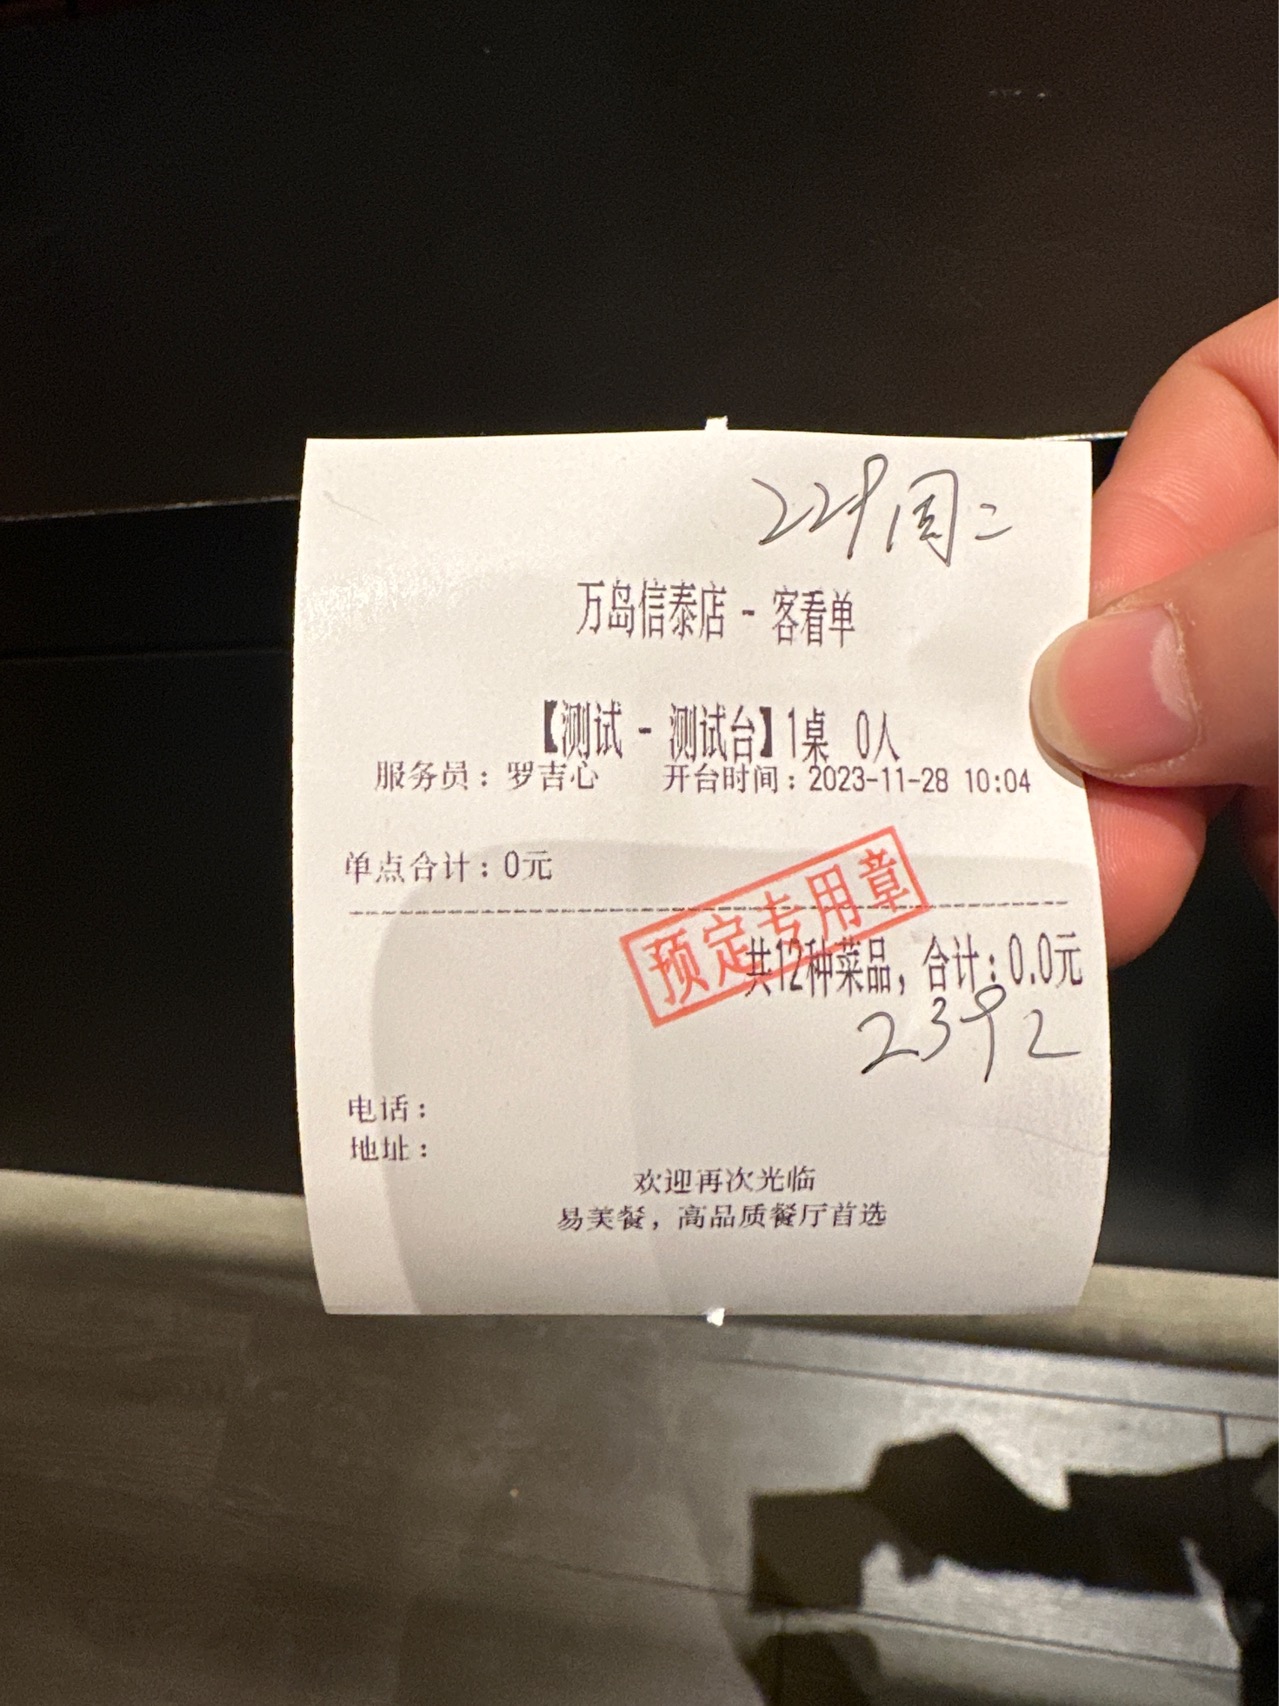 229周二
万岛信泰店 - 客看单
【测试 - 测试台】1桌 0人
服务员：罗吉心 开台时间：2023-11-28 10:04
单点合计：0元
预定专用章
共12种菜品，合计：0.0元
2392
电话：
地址：
欢迎再次光临
易美餐，高品质餐厅首选